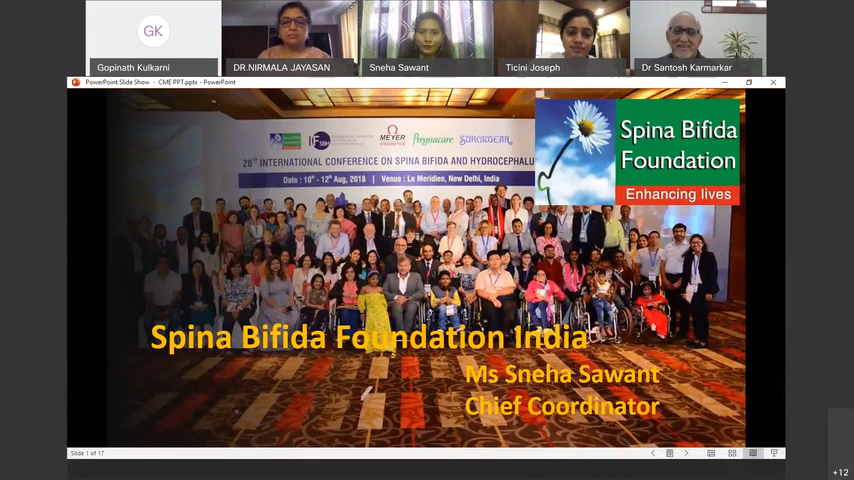 GK
Gopinath Kulkarni
DR.NIRMALA JAYASAN
Sneha Sawant
Ticini Joseph
Dr Santosh Karmarkar
PowerPoint Slide Show - CME PPT.pptx - PowerPoint
MEYER
Pregnacare
SURGIWEAR
28th INTERNATIONAL CONFERENCE ON SPINA BIFIDA AND HYDROCEPHALU
Date : 10th - 12th Aug, 2018 | Venue : Le Meridien, New Delhi, India
Spina Bifida
Foundation
Enhancing lives
Spina Bifida Foundation India
Ms Sneha Sawant
Chief Coordinator
Slide 1 of 17
+12